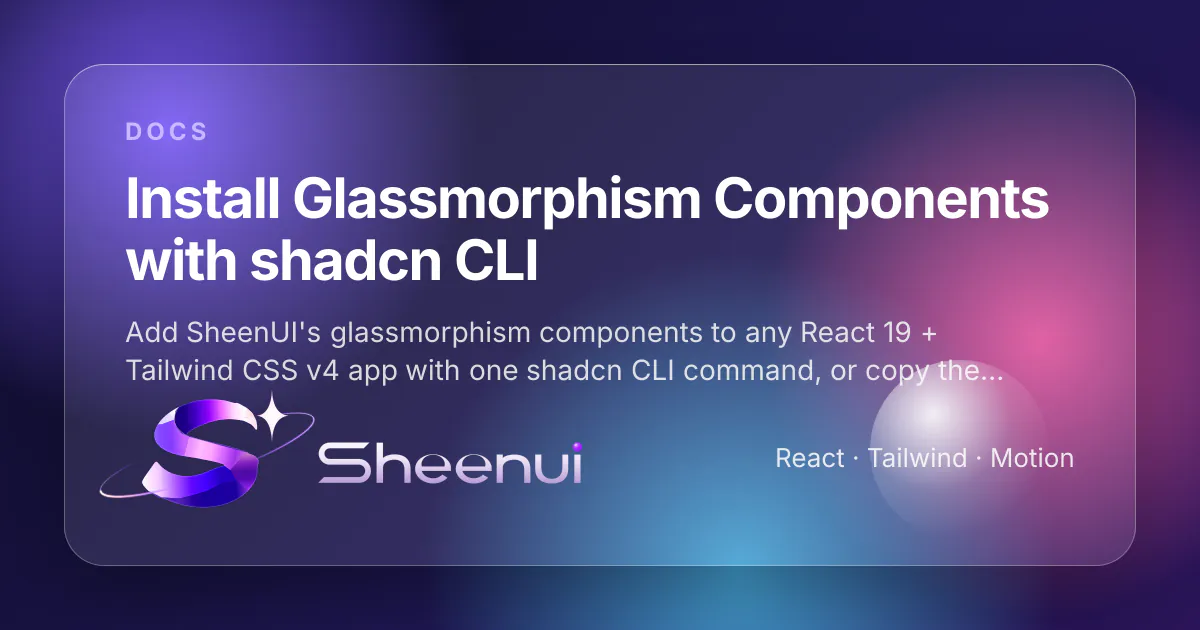 DOCS
Install Glassmorphism Components
with shadcn CLI
Add SheenUI's glassmorphism components to any React 19 +
Tailwind CSS v4 app with one shadcn CLI command, or copy the...
Sheenui
React · Tailwind · Motion